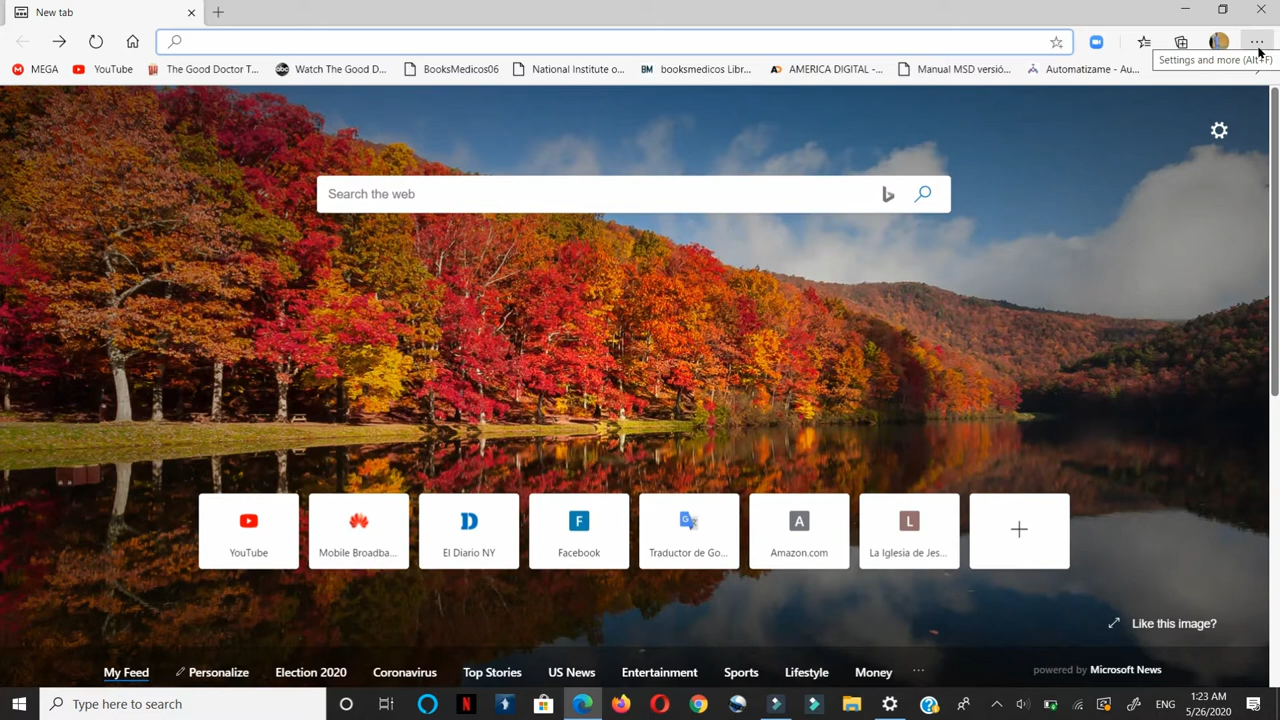 New tab
Settings and more (Alt+F)
MEGA
YouTube
The Good Doctor T...
Watch The Good D...
BooksMedicos06
National Institute o...
BM booksmedicos Libr...
AMERICA DIGITAL -...
Manual MSD versió...
Automatizame - Au...
Search the web
YouTube
Mobile Broadba...
El Diario NY
F
Facebook
Traductor de Go...
A
Amazon.com
L
La Iglesia de Jes...
Like this image?
My Feed
Personalize
Election 2020
Coronavirus
Top Stories
US News
Entertainment
Sports
Lifestyle
Money
powered by Microsoft News
Type here to search
ENG
1:23 AM
5/26/2020